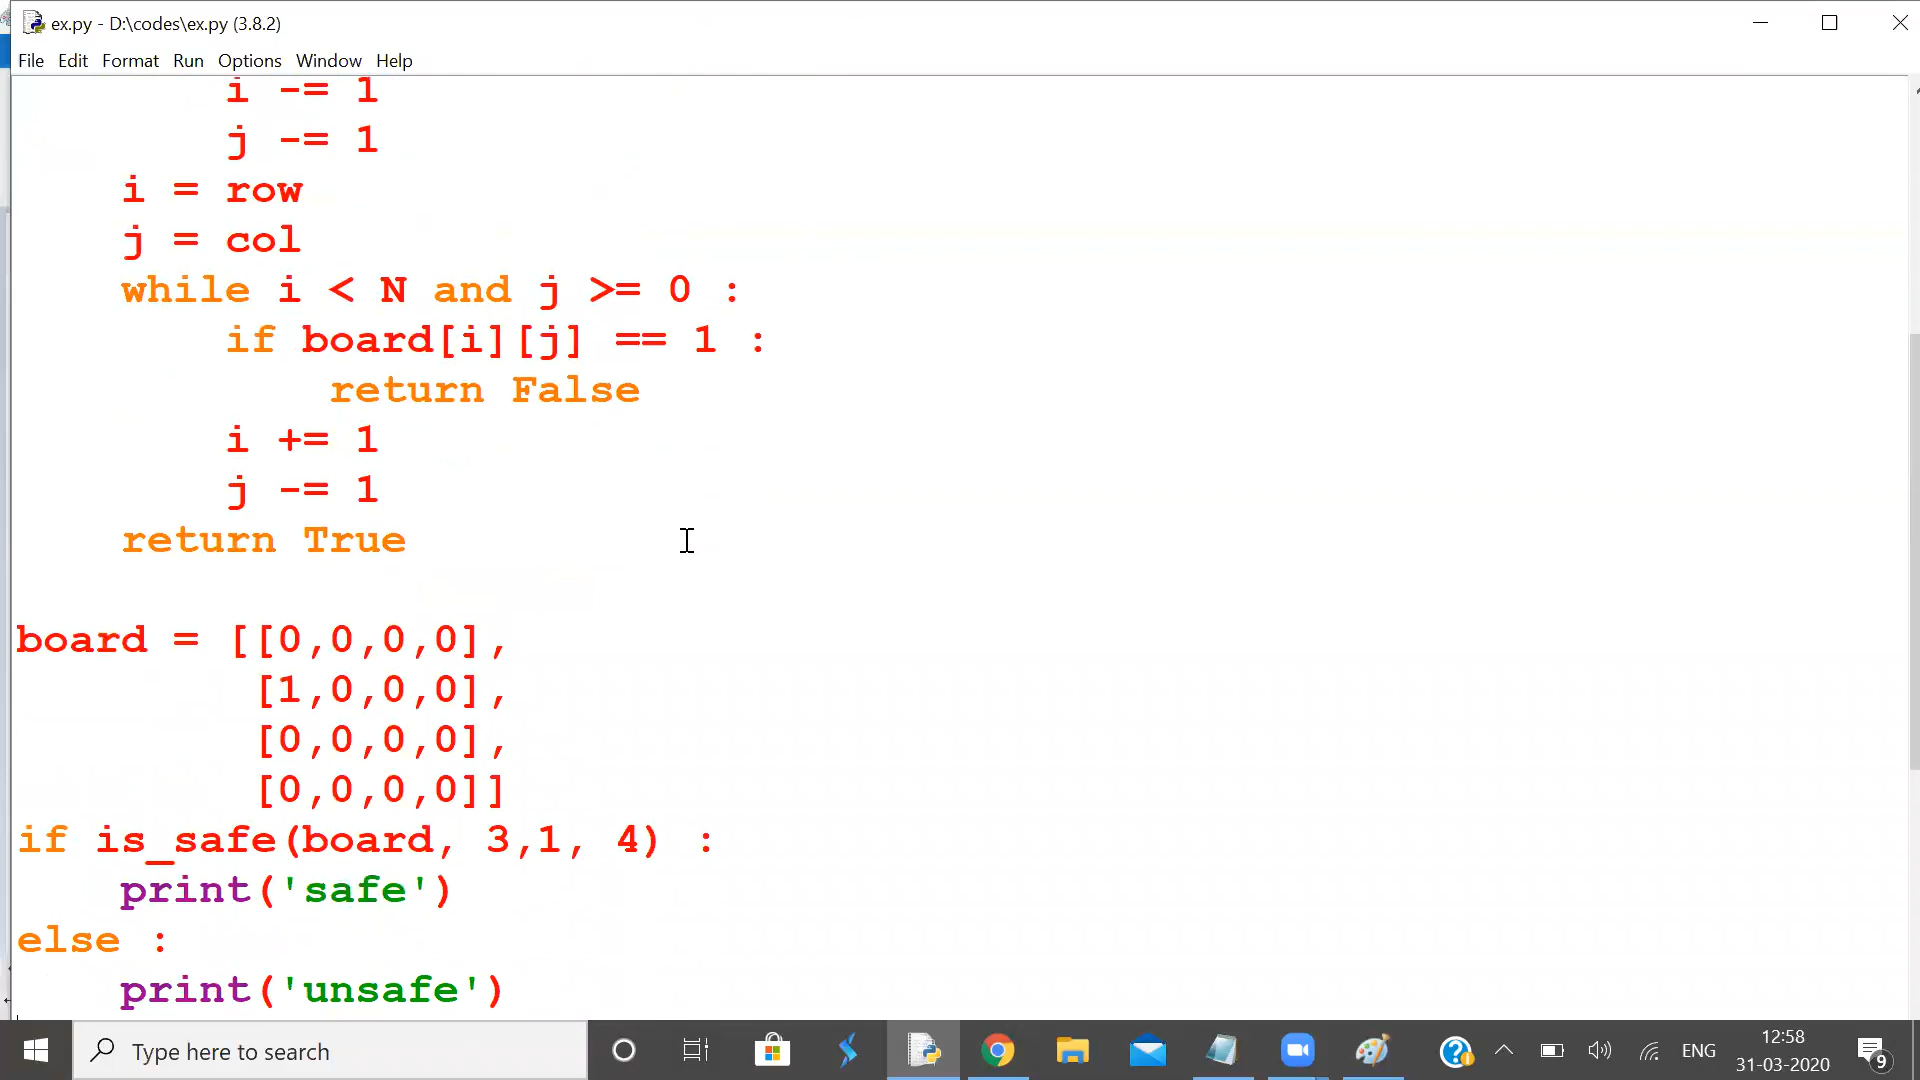 ex.py - D:\codes\ex.py (3.8.2)
File Edit Format Run Options Window Help
i -= 1
j -= 1
i = row
j = col
while i < N and j >= 0 :
if board[i][j] == 1 :
return False
i += 1
j -= 1
return True
board = [[0,0,0,0],
[1,0,0,0],
[0,0,0,0],
[0,0,0,0]]
if is_safe(board, 3,1, 4) :
print('safe')
else :
print('unsafe')
Type here to search
ENG
12:58
31-03-2020
9